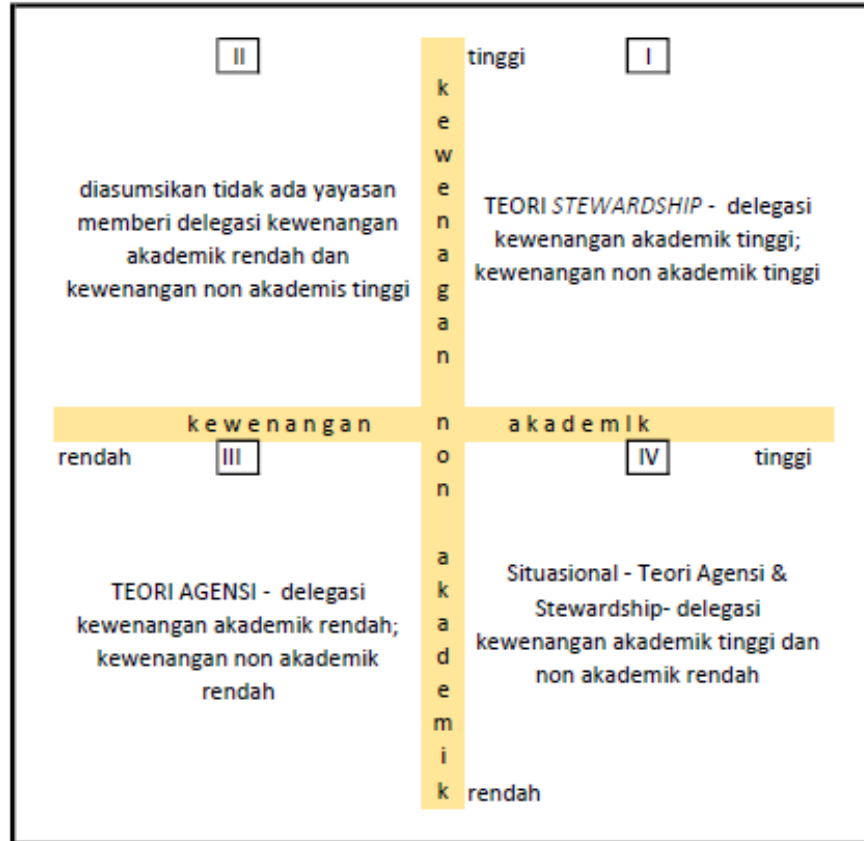 II
tinggi
I
diasumsikan tidak ada yayasan
memberi delegasi kewenangan
akademik rendah dan
kewenangan non akademis tinggi
TEORI STEWARDSHIP - delegasi
kewenangan akademik tinggi;
kewenangan non akademik tinggi
k e w e n a g a n n o n a k a d e m i k
k e w e n a n g a n
a k a d e m I k
rendah
III
IV
tinggi
TEORI AGENSI - delegasi
kewenangan akademik rendah;
kewenangan non akademik
rendah
Situasional - Teori Agensi &
Stewardship- delegasi
kewenangan akademik tinggi dan
non akademik rendah
rendah